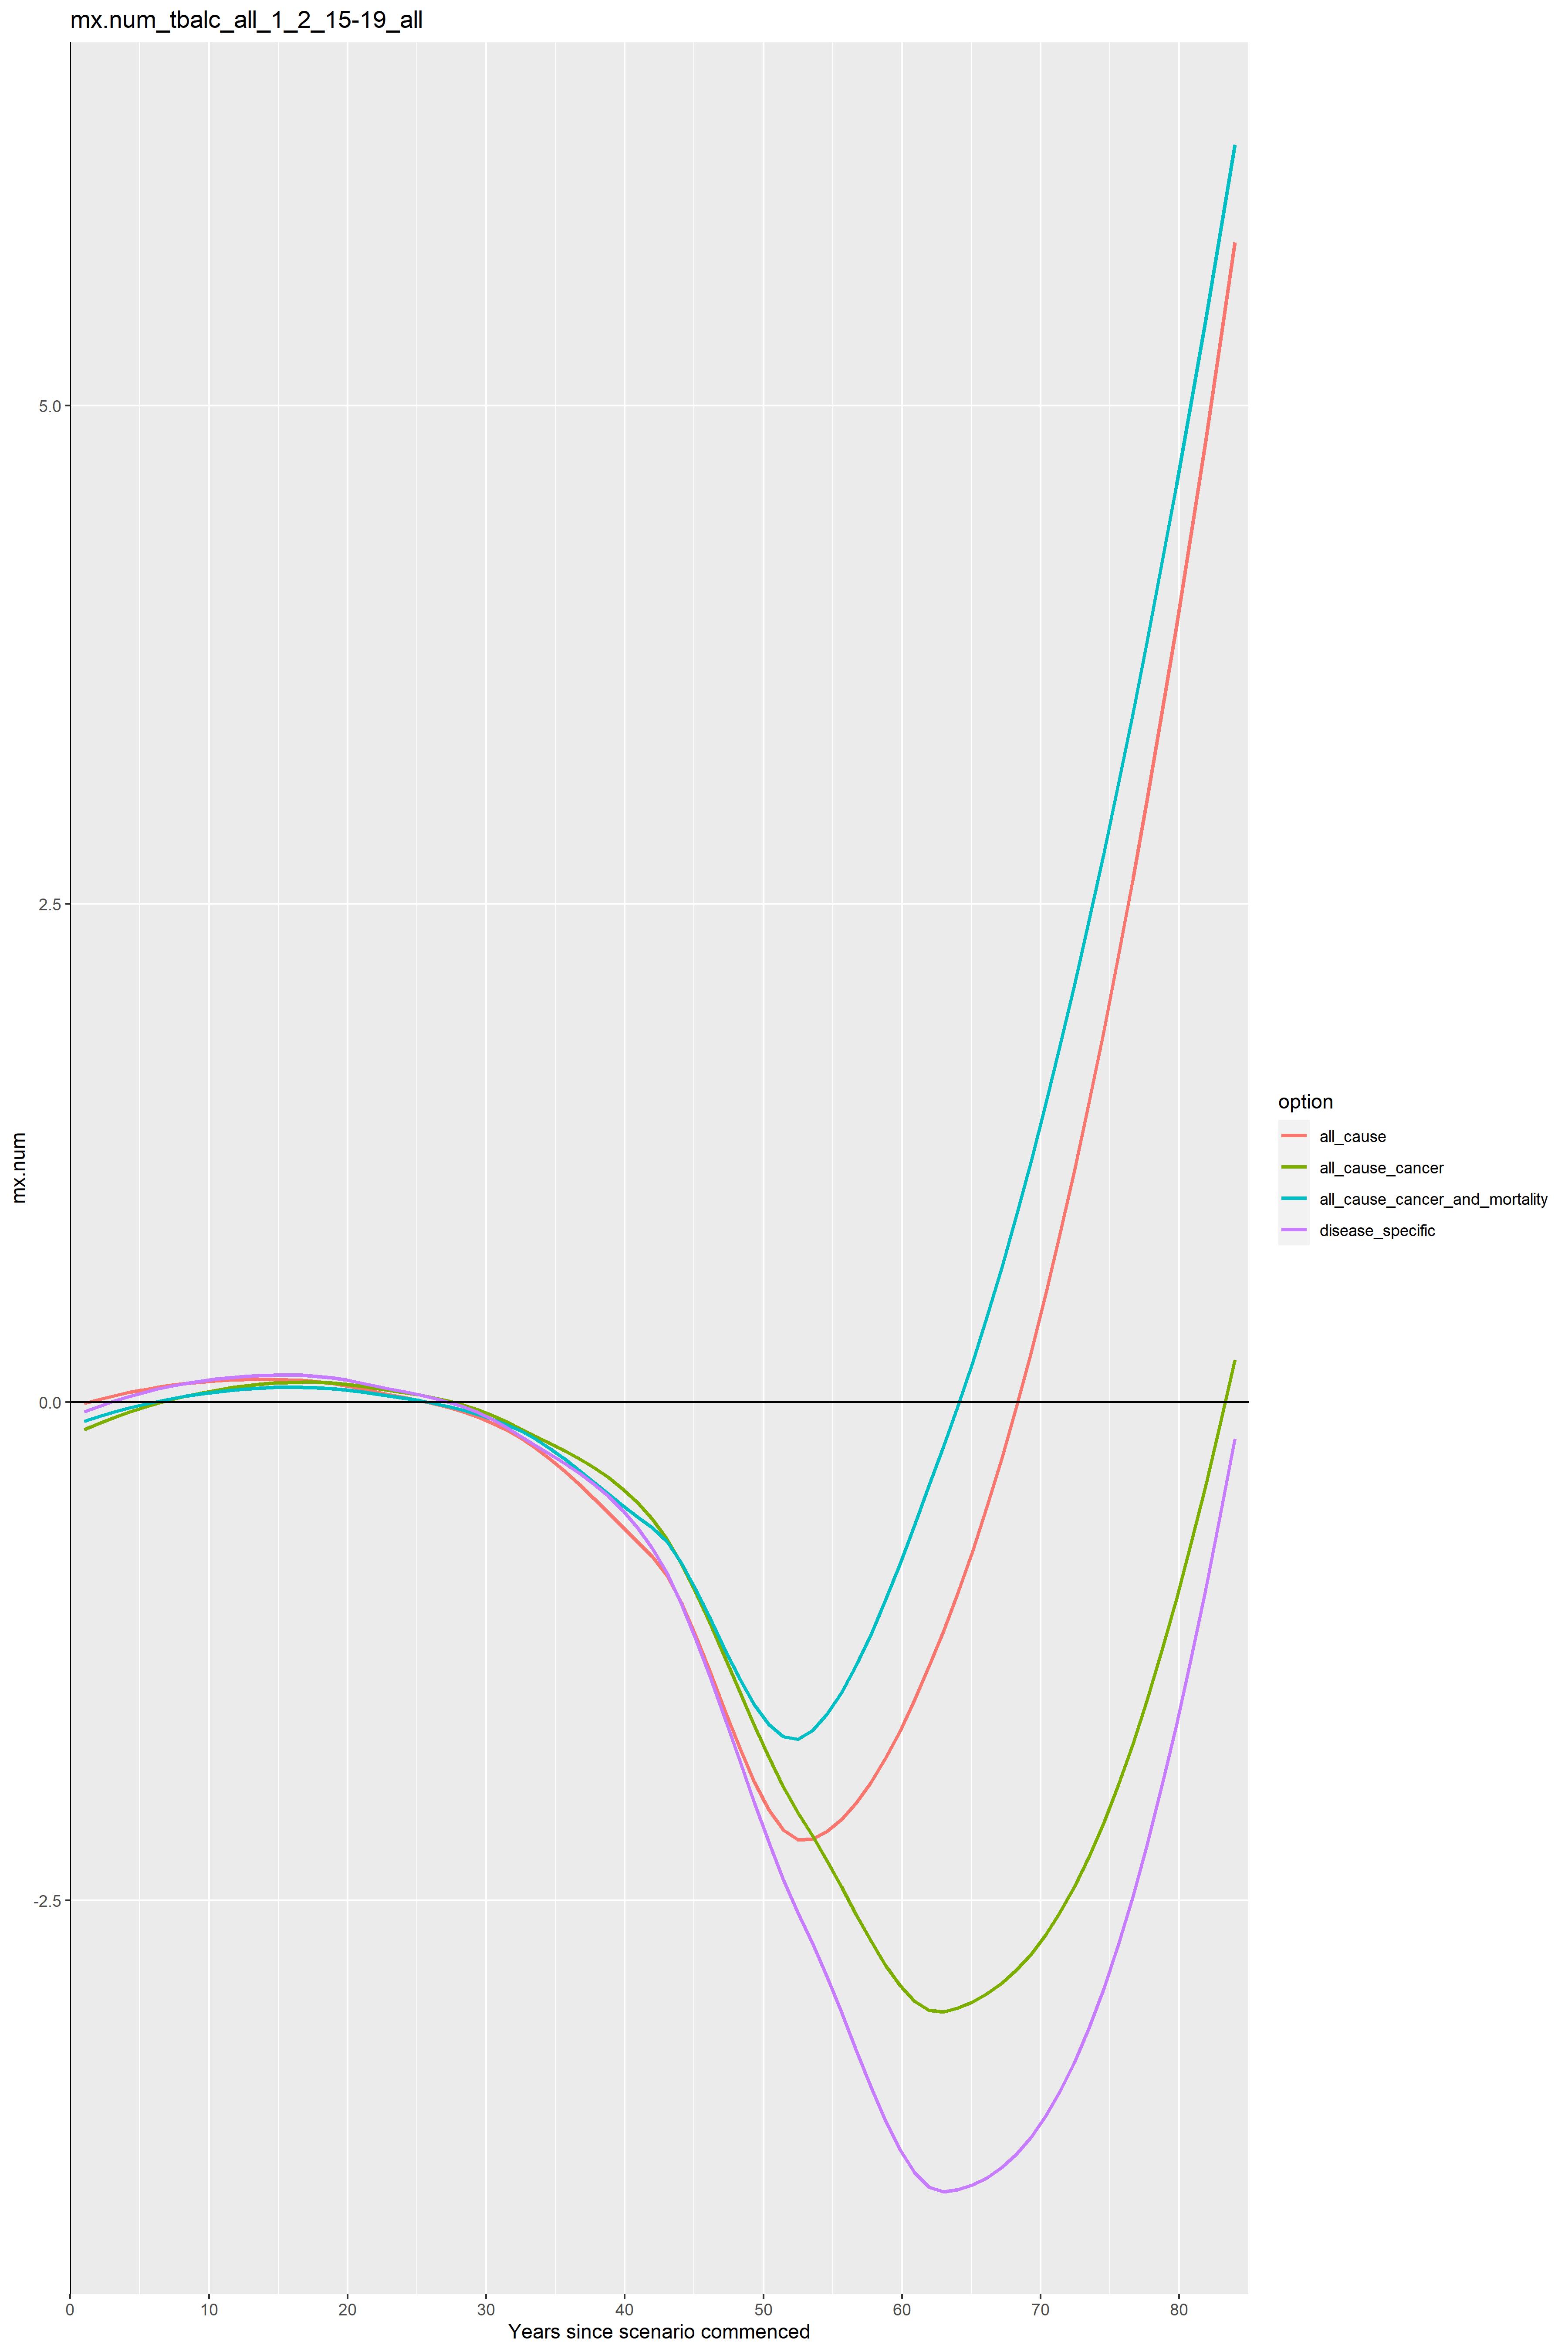 mx.num_tbalc_all_1_2_15-19_all
5.0
2.5
0.0
-2.5
mx.num
0 10 20 30 40 50 60 70 80
Years since scenario commenced
option
all_cause
all_cause_cancer
all_cause_cancer_and_mortality
disease_specific